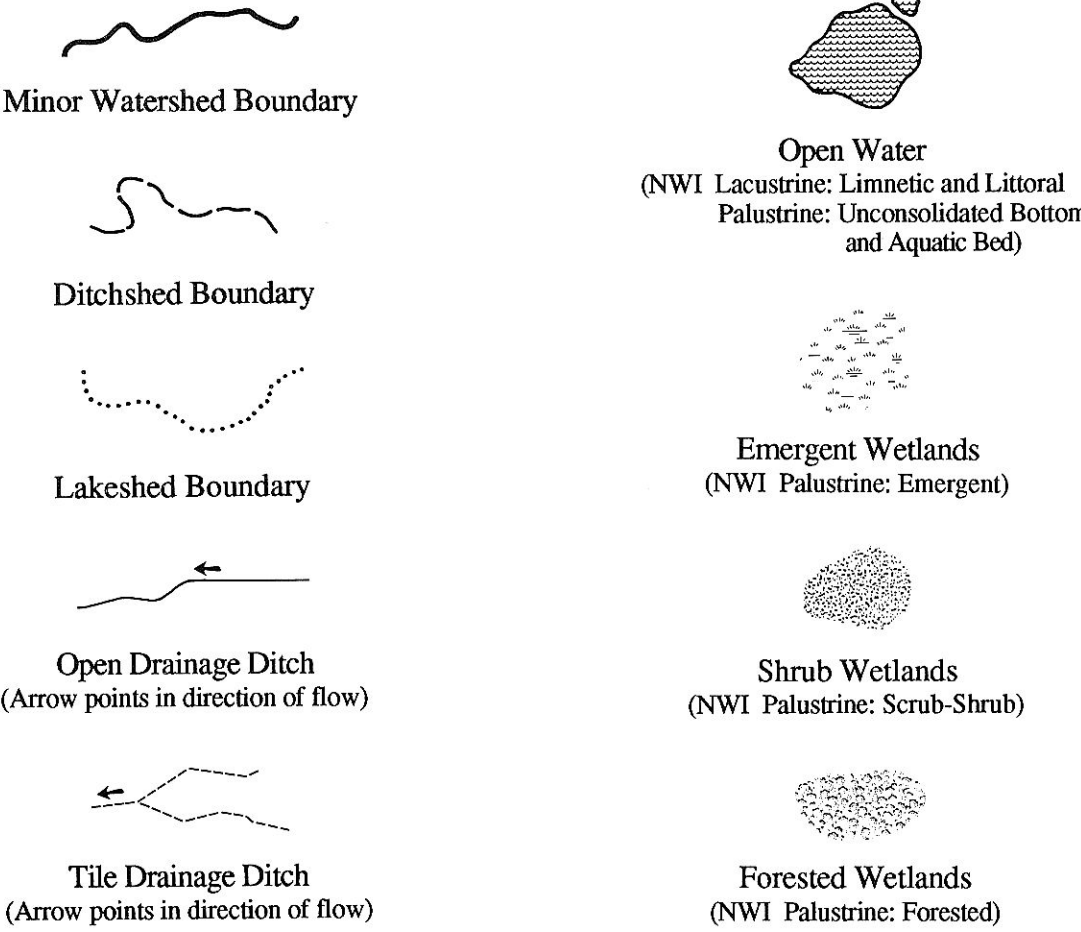 Minor Watershed Boundary
Ditchshed Boundary
Lakeshed Boundary
Open Drainage Ditch
(Arrow points in direction of flow)
Tile Drainage Ditch
(Arrow points in direction of flow)
Open Water
(NWI Lacustrine: Limnetic and Littoral
Palustrine: Unconsolidated Bottom
and Aquatic Bed)
Emergent Wetlands
(NWI Palustrine: Emergent)
Shrub Wetlands
(NWI Palustrine: Scrub-Shrub)
Forested Wetlands
(NWI Palustrine: Forested)